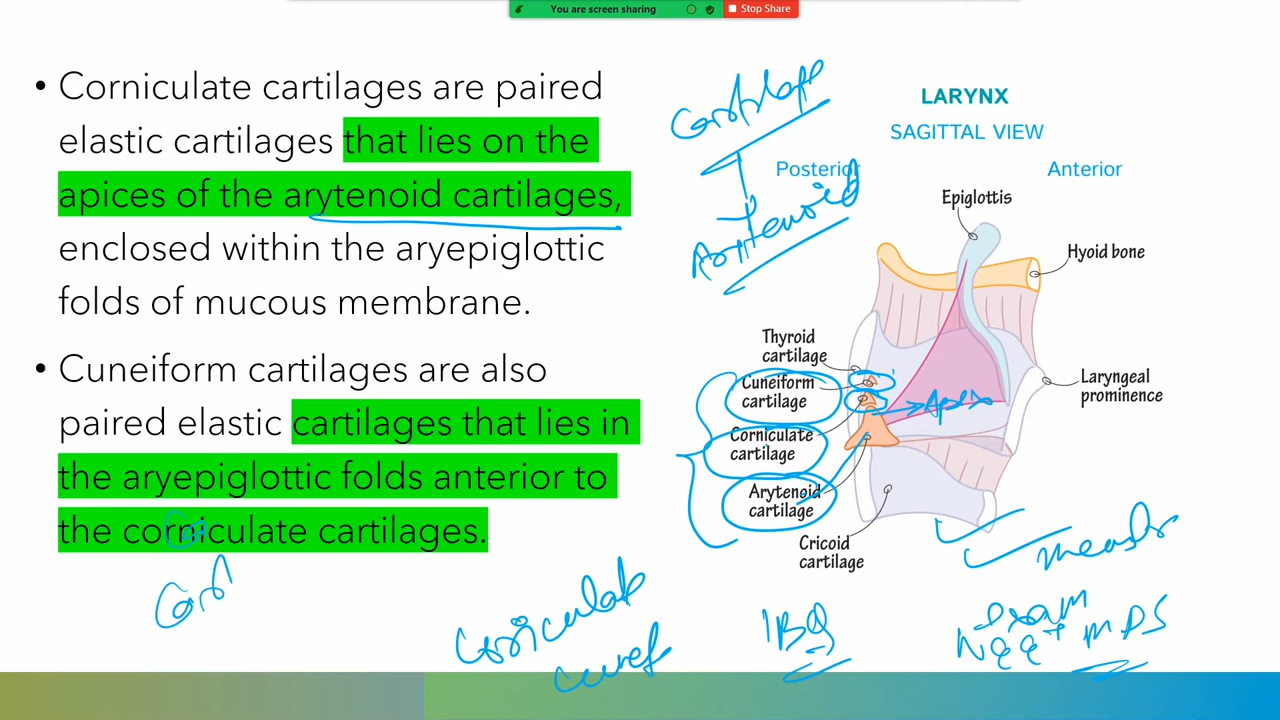 You are screen sharing
Stop Share
• Corniculate cartilages are paired
elastic cartilages that lies on the
apices of the arytenoid cartilages,
enclosed within the aryepiglottic
folds of mucous membrane.
• Cuneiform cartilages are also
paired elastic cartilages that lies in
the aryepiglottic folds anterior to
the corniculate cartilages.
LARYNX
SAGITTAL VIEW
Posterior
Anterior
Epiglottis
Hyoid bone
Thyroid
cartilage
Cuneiform
cartilage
Corniculate
cartilage
Arytenoid
cartilage
Cricoid
cartilage
Laryngeal
prominence
Arytenoid
Apex
IBQ
Exam
MDS